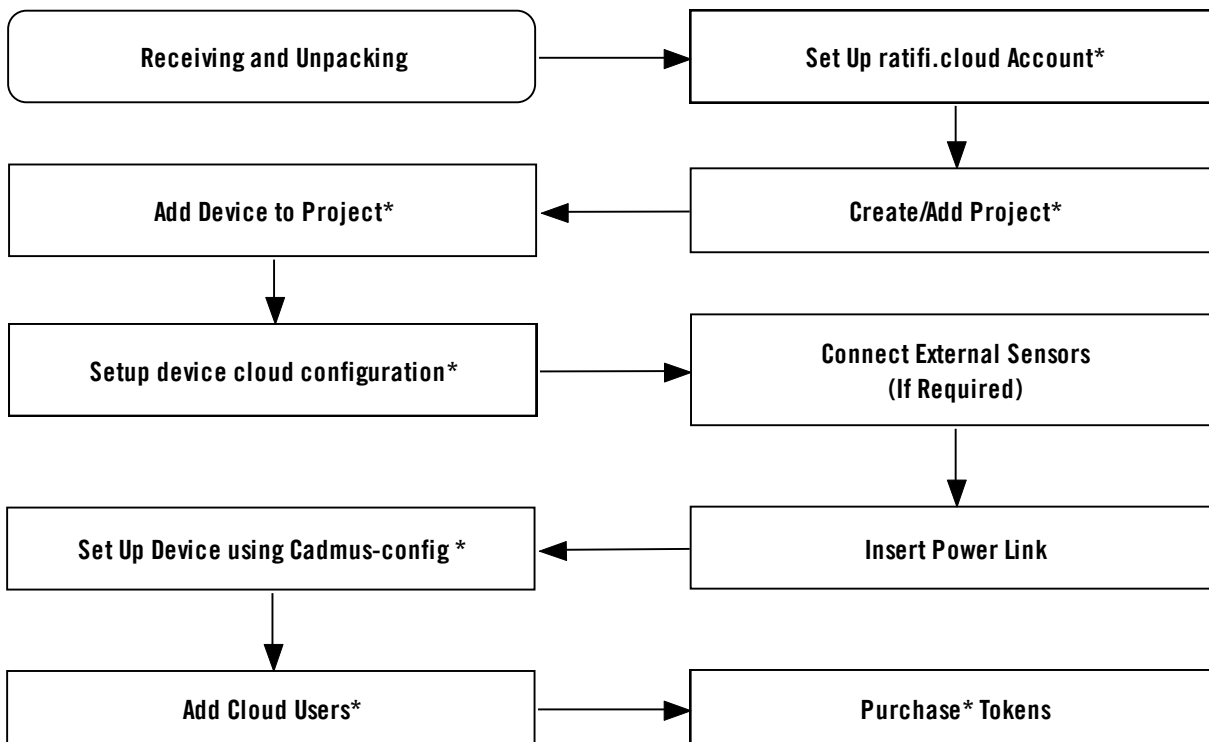 Receiving and Unpacking
Set Up ratifi.cloud Account*
Create/Add Project*
Add Device to Project*
Setup device cloud configuration*
Connect External Sensors
(If Required)
Insert Power Link
Set Up Device using Cadmus-config *
Add Cloud Users*
Purchase* Tokens